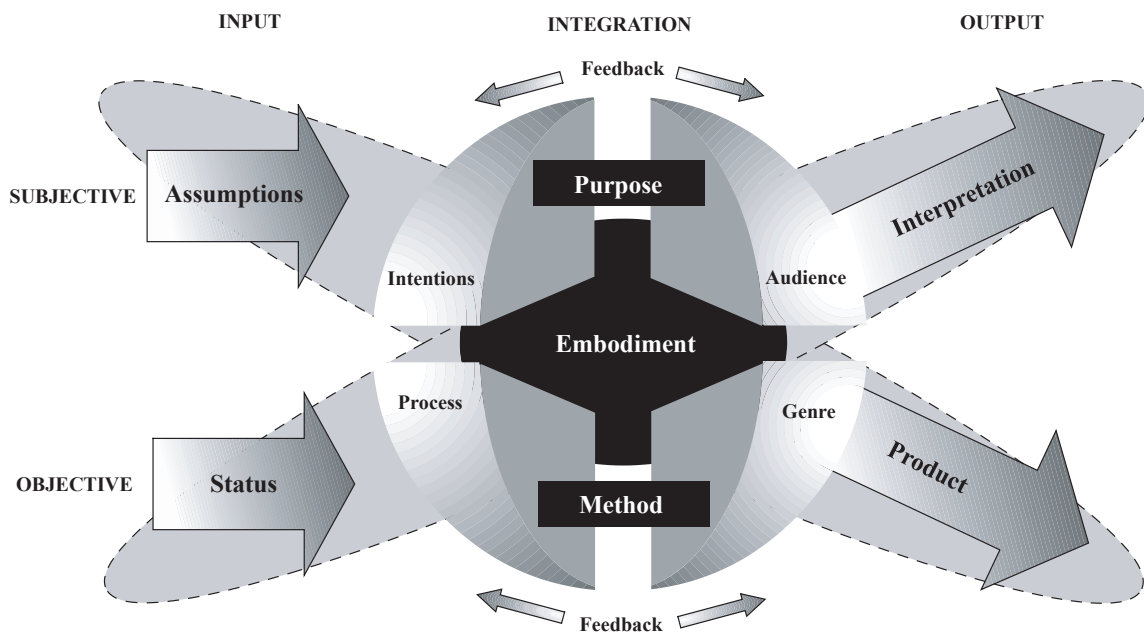 INPUT
INTEGRATION
OUTPUT
Feedback
SUBJECTIVE
Assumptions
Purpose
Interpretation
Intentions
Audience
Embodiment
Process
Genre
OBJECTIVE
Status
Method
Product
Feedback